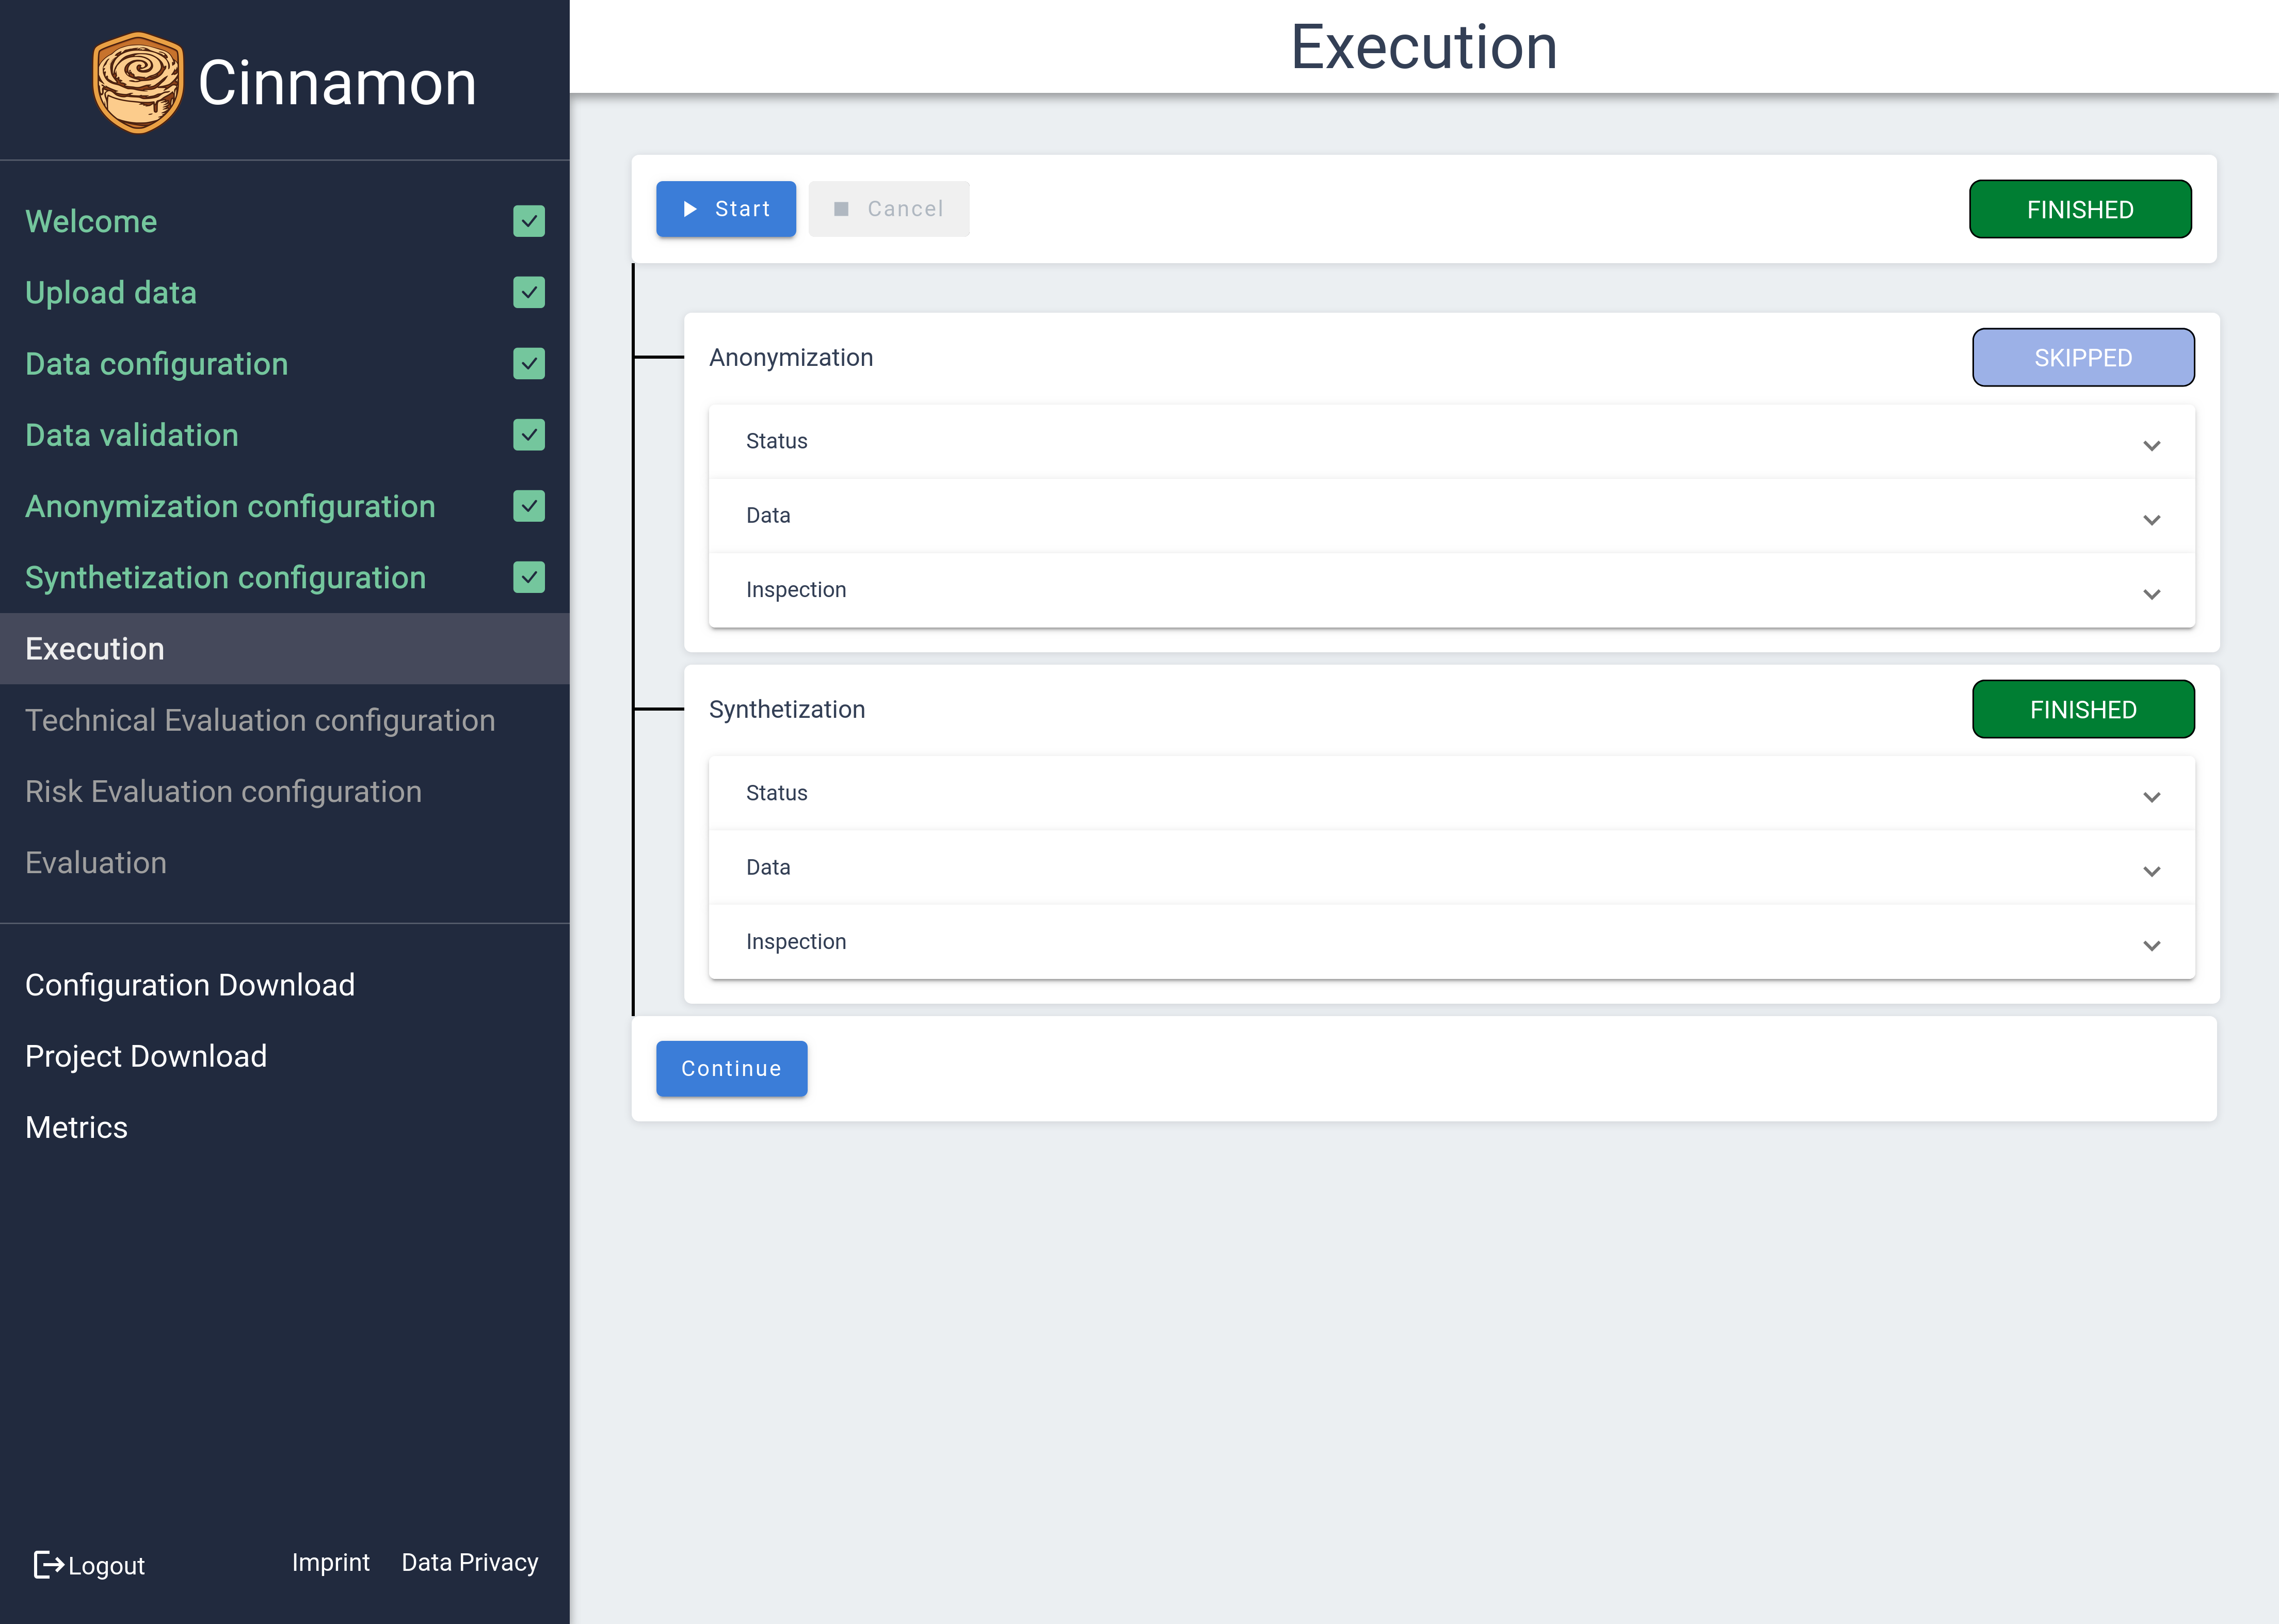 Cinnamon
Welcome
Upload data
Data configuration
Data validation
Anonymization configuration
Synthetization configuration
Execution
Technical Evaluation configuration
Risk Evaluation configuration
Evaluation
Configuration Download
Project Download
Metrics
Logout
Imprint
Data Privacy
Execution
Start
Cancel
FINISHED
Anonymization
SKIPPED
Status
Data
Inspection
Synthetization
FINISHED
Status
Data
Inspection
Continue